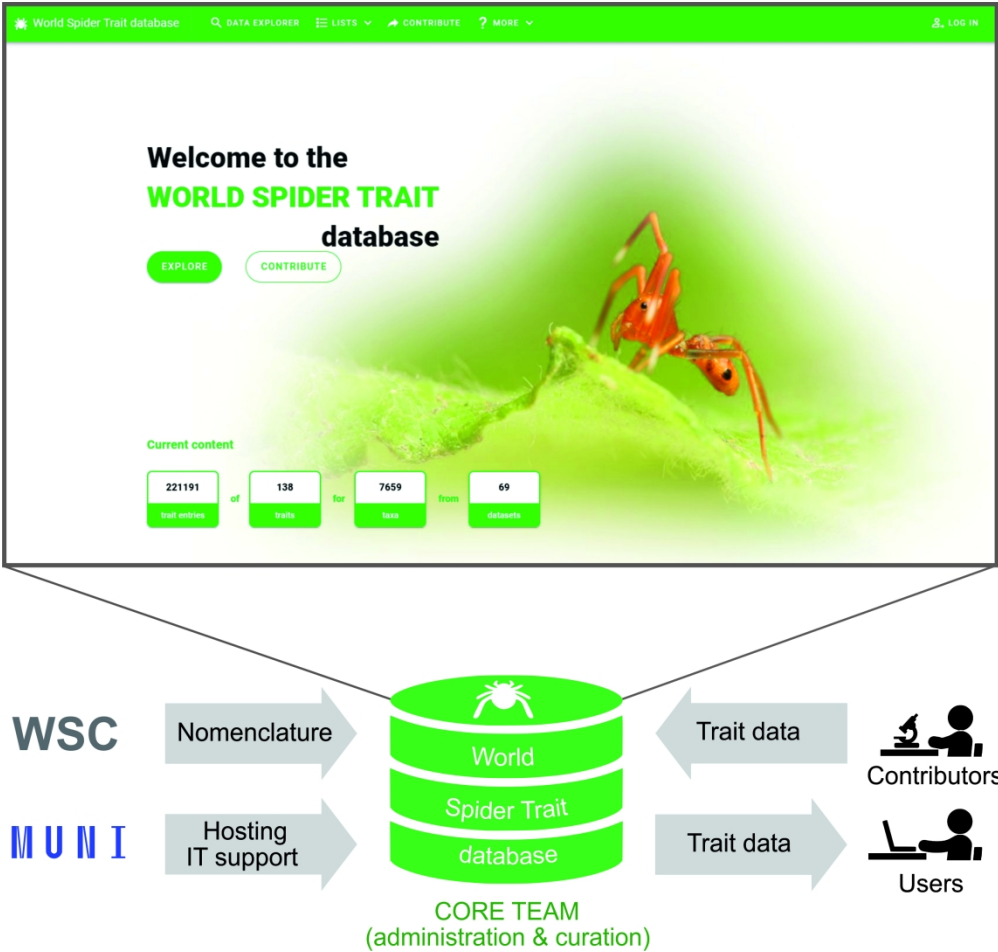 World Spider Trait database
DATA EXPLORER
LISTS
CONTRIBUTE
? MORE
LOG IN
Welcome to the
WORLD SPIDER TRAIT
database
EXPLORE
CONTRIBUTE
Current content
221191 of 138 for 7659 from 69
trait entries traits taxa datasets
WSC
Nomenclature
Trait data
Contributors
World
Spider Trait
database
MUNI
Hosting
IT support
Trait data
Users
CORE TEAM
(administration & curation)